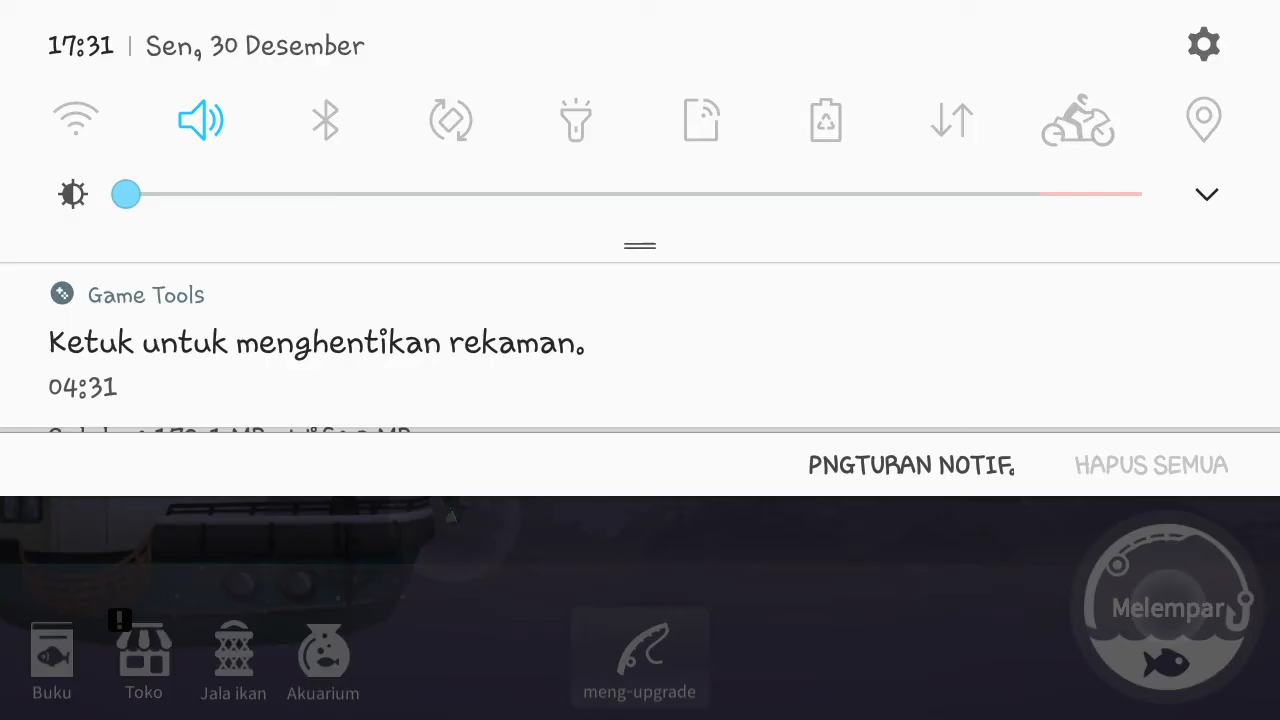 17:31 | Sen, 30 Desember
Game Tools
Ketuk untuk menghentikan rekaman.
04:31
PNGTURAN NOTIF.
HAPUS SEMUA
Melempar
Buku
Toko
Jala ikan
Akuarium
meng-upgrade